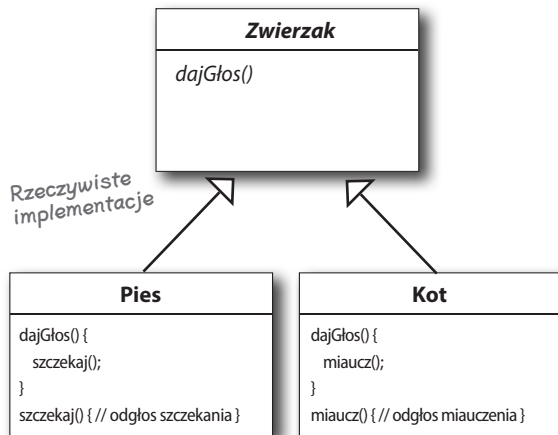 Zwierzak
dajGłos()
Rzeczywiste
implementacje
Pies
dajGłos() {
szczekaj();
}
szczekaj() { // odgłos szczekania }
Kot
dajGłos() {
miaucz();
}
miaucz() { // odgłos miauczenia }